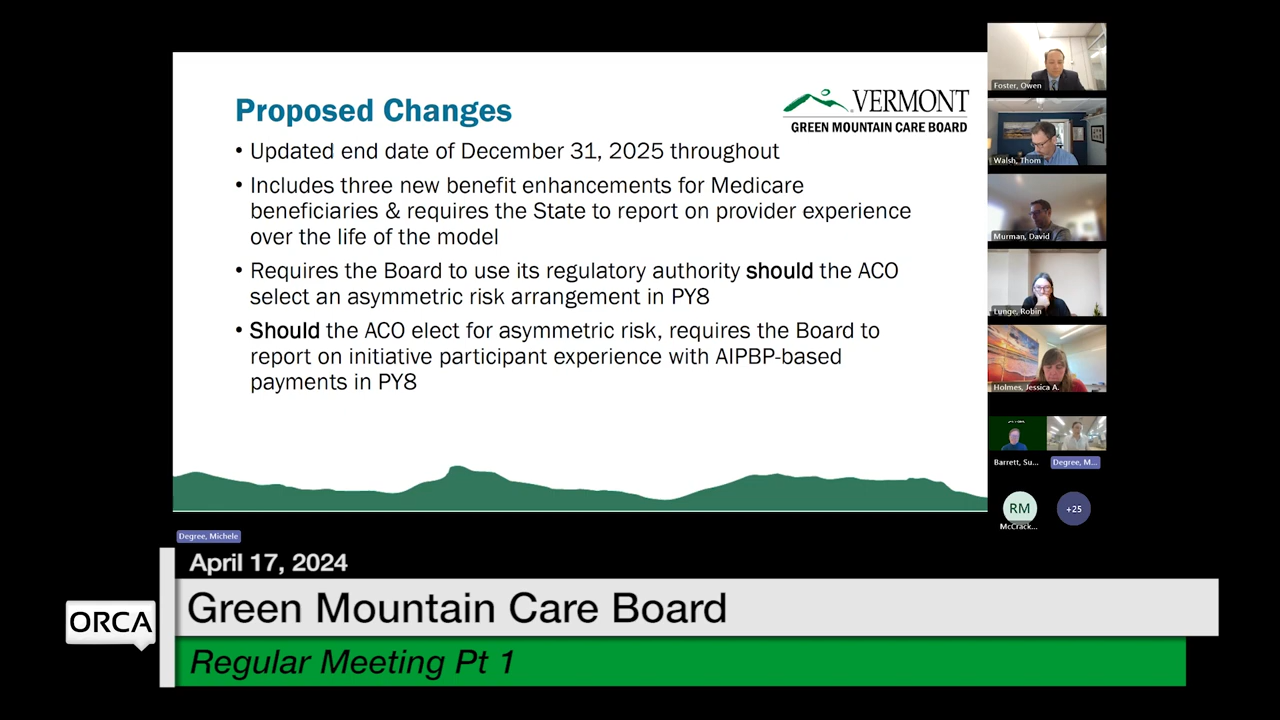 Proposed Changes
VERMONT
GREEN MOUNTAIN CARE BOARD
• Updated end date of December 31, 2025 throughout
• Includes three new benefit enhancements for Medicare
beneficiaries & requires the State to report on provider experience
over the life of the model
• Requires the Board to use its regulatory authority should the ACO
select an asymmetric risk arrangement in PY8
• Should the ACO elect for asymmetric risk, requires the Board to
report on initiative participant experience with AIPBP-based
payments in PY8
Foster, Owen
Walsh, Thom
Murman, David
Lunge, Robin
Holmes, Jessica A.
Barrett, Su...
Degree, M...
RM
+25
McCrack...
Degree, Michele
April 17, 2024
ORCA
Green Mountain Care Board
Regular Meeting Pt 1